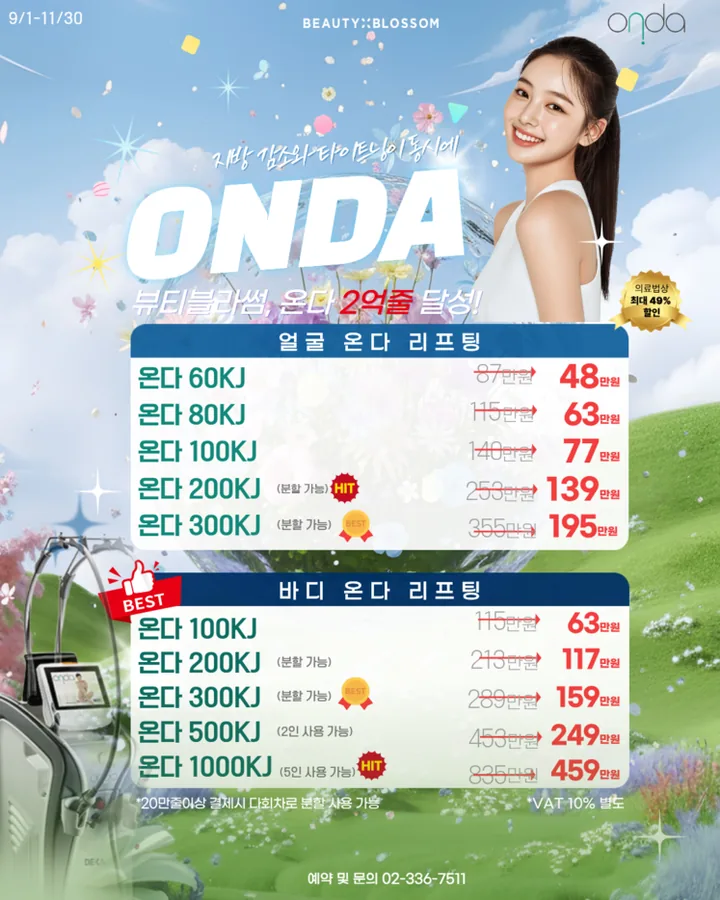 9/1-11/30
BEAUTY BLOSSOM
onda
지방 감소와 타이트닝이 동시에
ONDA
뷰티블라썸, 온다 2억줄 달성!
의료법상
최대 49%
할인
얼굴 온다 리프팅
온다 60KJ 87만원 48만원
온다 80KJ 115만원 63만원
온다 100KJ 140만원 77만원
온다 200KJ (분할 가능) HIT 253만원 139만원
온다 300KJ (분할 가능) BEST 355만원 195만원
BEST
바디 온다 리프팅
온다 100KJ 115만원 63만원
온다 200KJ (분할 가능) 213만원 117만원
온다 300KJ (분할 가능) BEST 289만원 159만원
온다 500KJ (2인 사용 가능) 453만원 249만원
온다 1000KJ (5인 사용 가능) HIT 835만원 459만원
*20만줄이상 결제시 다회차로 분할 사용 가능 *VAT 10% 별도
예약 및 문의 02-336-7511